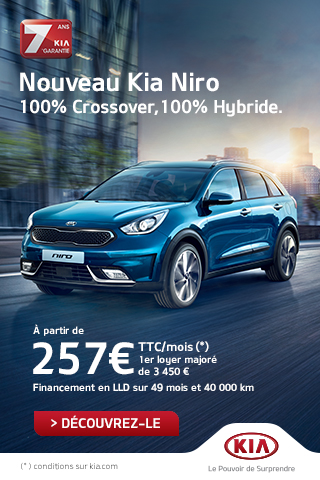 7 ANS
KIA
GARANTIE
Nouveau Kia Niro
100% Crossover, 100% Hybride.
NIRO
À partir de
257€ TTC/mois (*)
1er loyer majoré
de 3 450 €
Financement en LLD sur 49 mois et 40 000 km
> DÉCOUVREZ-LE
KIA
Le Pouvoir de Surprendre
(*) conditions sur kia.com